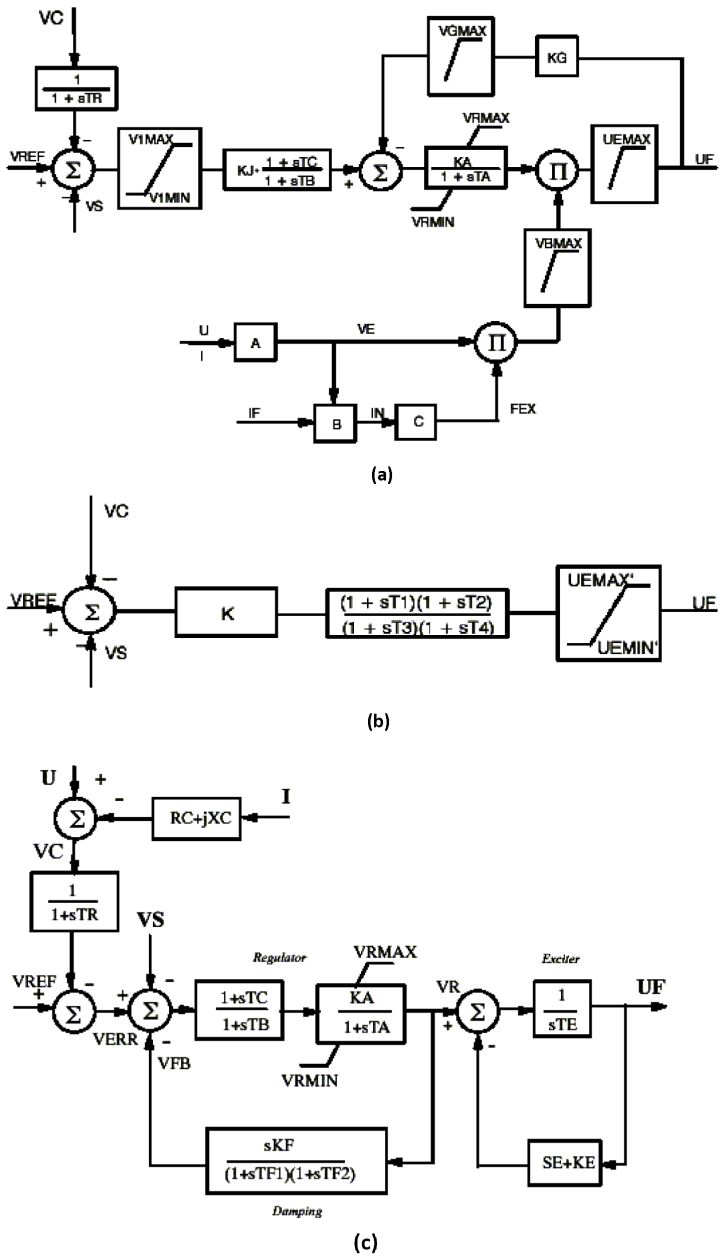 VC
VGMAX
KG
1
1 + sTR
VREF
−
+
−
Σ
VS
V1MAX
V1MIN
KJ· 1 + sTC
1 + sTB
−
+
Σ
VRMAX
KA
1 + sTA
VRMIN
Π
UEMAX
UF
VBMAX
U
I
A
VE
Π
IF
B
IN
C
FEX
(a)
VC
VREF
−
+
−
Σ
VS
K
(1 + sT1)(1 + sT2)
(1 + sT3)(1 + sT4)
UEMAX'
UEMIN'
UF
(b)
U
+
−
Σ
RC+jXC
I
VC
1
1+sTR
VS
VREF
+
−
Σ
VERR
+
−
−
Σ
VFB
Regulator
1+sTC
1+sTB
VRMAX
KA
1+sTA
VRMIN
VR
+
−
Σ
Exciter
1
sTE
UF
SE+KE
sKF
(1+sTF1)(1+sTF2)
Damping
(c)